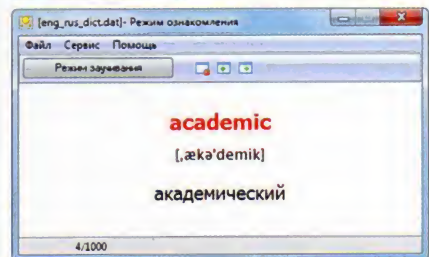 [eng_rus_dict.dat]- Режим ознакомления
Файл Сервис Помощь
Режим заучивания
academic
[,ækə'demik]
академический
4/1000